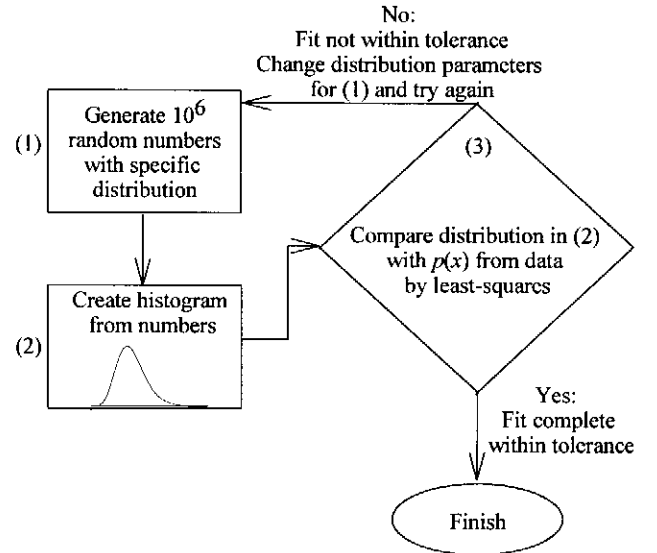 No:
Fit not within tolerance
Change distribution parameters
for (1) and try again
(1)
Generate 10^6
random numbers
with specific
distribution
(2)
Create histogram
from numbers
(3)
Compare distribution in (2)
with p(x) from data
by least-squares
Yes:
Fit complete
within tolerance
Finish